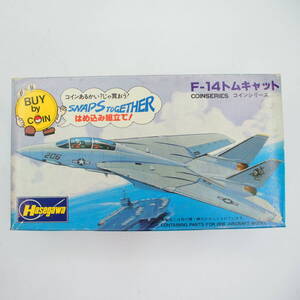 コインあるかい?じゃ買おう!
BUY
by
COIN
SNAPS TOGETHER
はめ込み組立て!
F-14トムキャット
COINSERIES コインシリーズ
206
Hasegawa
CONTAINING PARTS FOR ONE AIRCRAFT MODEL